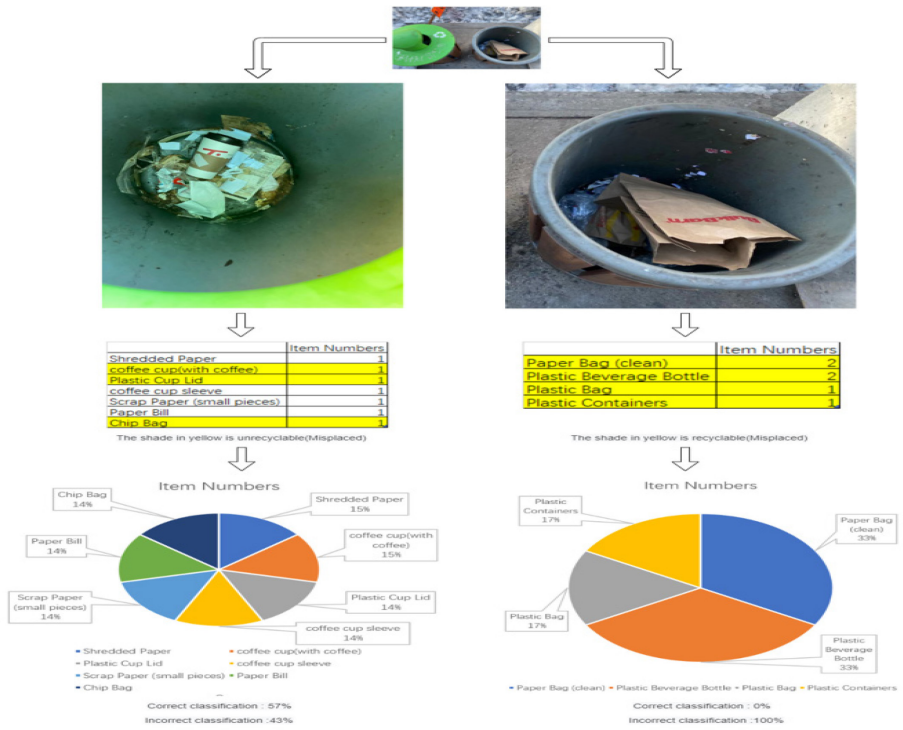 BulkBarn
Item Numbers
Shredded Paper 1
coffee cup(with coffee) 1
Plastic Cup Lid 1
coffee cup sleeve 1
Scrap Paper (small pieces) 1
Paper Bill 1
Chip Bag 1
The shade in yellow is unrecyclable(Misplaced)
Item Numbers
Paper Bag (clean) 2
Plastic Beverage Bottle 2
Plastic Bag 1
Plastic Containers 1
The shade in yellow is recyclable(Misplaced)
Item Numbers
Chip Bag
14%
Shredded Paper
15%
Paper Bill
14%
coffee cup(with
coffee)
15%
Scrap Paper
(small pieces)
14%
Plastic Cup Lid
14%
coffee cup sleeve
14%
Shredded Paper coffee cup(with coffee)
Plastic Cup Lid coffee cup sleeve
Scrap Paper (small pieces) Paper Bill
Chip Bag
Correct classification : 57%
Incorrect classification :43%
Item Numbers
Plastic
Containers
17%
Paper Bag
(clean)
33%
Plastic Bag
17%
Plastic
Beverage
Bottle
33%
Paper Bag (clean) Plastic Beverage Bottle Plastic Bag Plastic Containers
Correct classification : 0%
Incorrect classification :100%